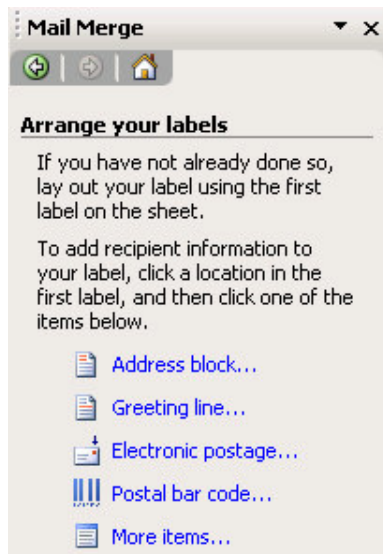 Mail Merge
Arrange your labels
If you have not already done so,
lay out your label using the first
label on the sheet.
To add recipient information to
your label, click a location in the
first label, and then click one of the
items below.
Address block...
Greeting line...
Electronic postage...
Postal bar code...
More items...